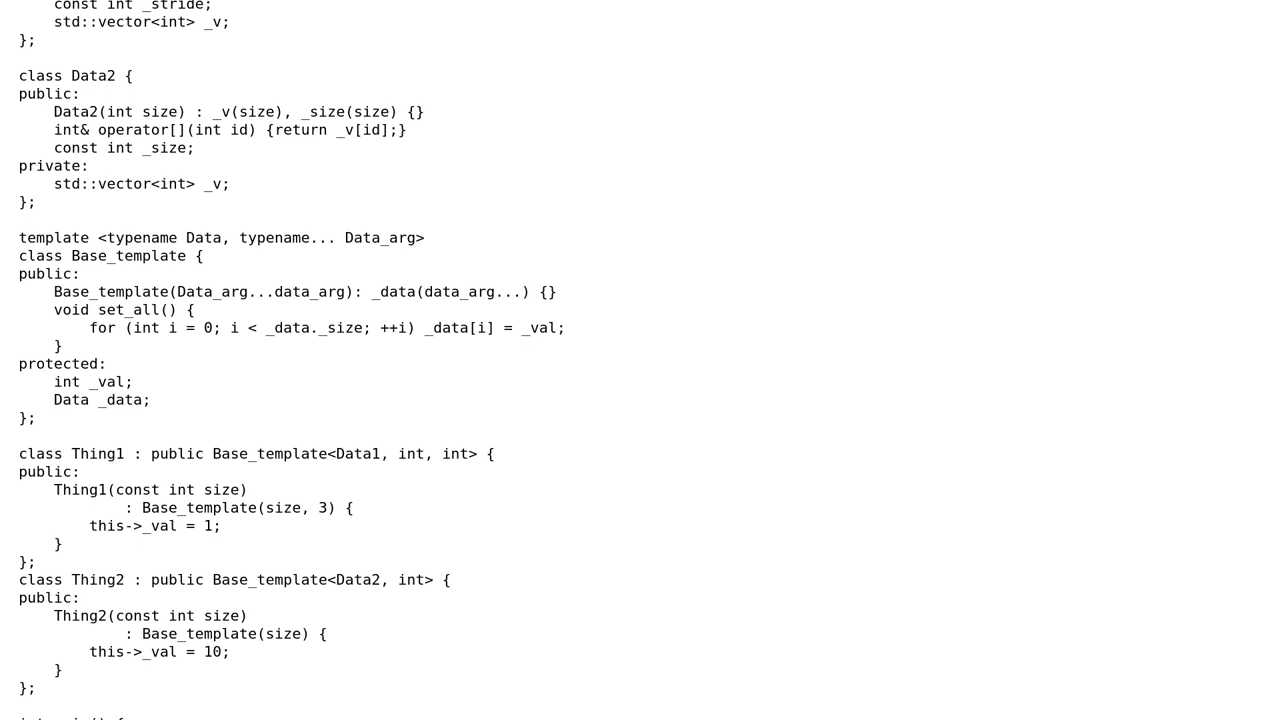 const int _stride;
    std::vector<int> _v;
};

class Data2 {
public:
    Data2(int size) : _v(size), _size(size) {}
    int& operator[](int id) {return _v[id];}
    const int _size;
private:
    std::vector<int> _v;
};

template <typename Data, typename... Data_arg>
class Base_template {
public:
    Base_template(Data_arg...data_arg): _data(data_arg...) {}
    void set_all() {
        for (int i = 0; i < _data._size; ++i) _data[i] = _val;
    }
protected:
    int _val;
    Data _data;
};

class Thing1 : public Base_template<Data1, int, int> {
public:
    Thing1(const int size)
            : Base_template(size, 3) {
        this->_val = 1;
    }
};
class Thing2 : public Base_template<Data2, int> {
public:
    Thing2(const int size)
            : Base_template(size) {
        this->_val = 10;
    }
};